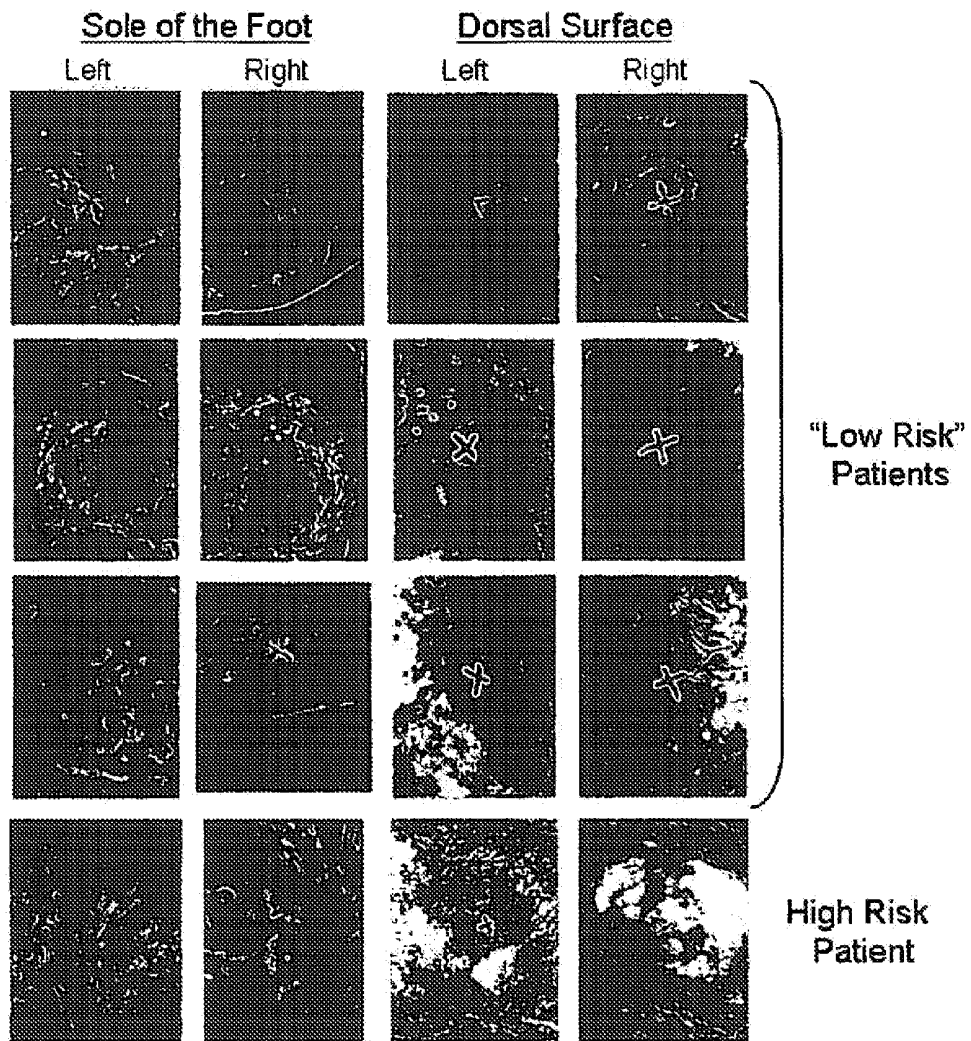 Sole of the Foot
Dorsal Surface
Left
Right
Left
Right
“Low Risk”
Patients
High Risk
Patient